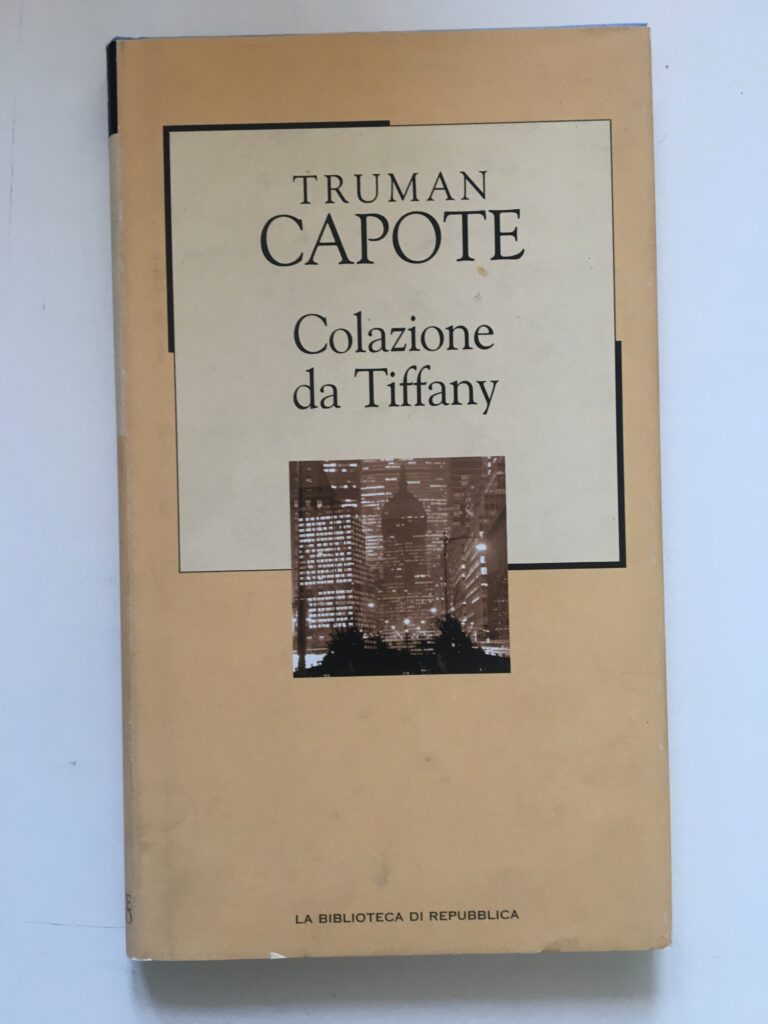 TRUMAN
CAPOTE
Colazione
da Tiffany
LA BIBLIOTECA DI REPUBBLICA